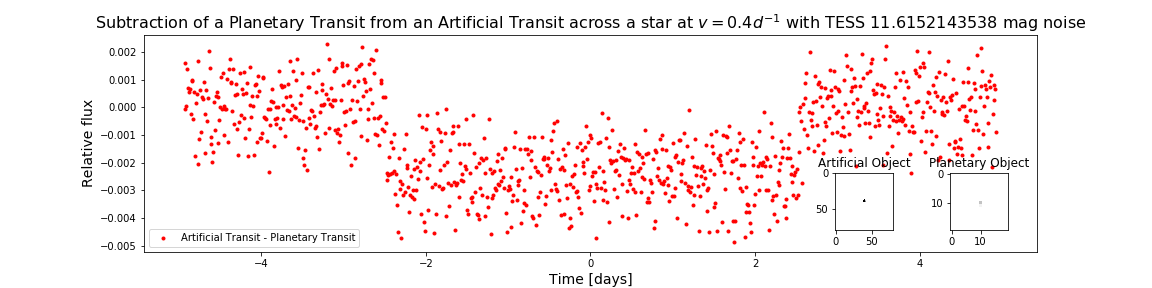 Subtraction of a Planetary Transit from an Artificial Transit across a star at v = 0.4d⁻¹ with TESS 11.6152143538 mag noise
Relative flux
0.002
0.001
0.000
−0.001
−0.002
−0.003
−0.004
−0.005
Artificial Transit - Planetary Transit
Artificial Object
0
50
0 50
Planetary Object
0
10
0 10
−4 −2 0 2 4
Time [days]